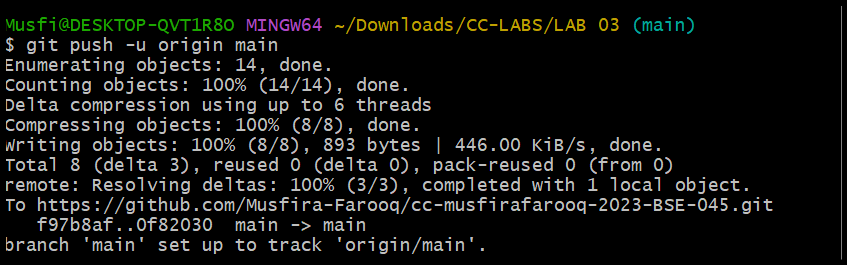 Musfi@DESKTOP-QVT1R8O MINGW64 ~/Downloads/CC-LABS/LAB 03 (main)
$ git push -u origin main
Enumerating objects: 14, done.
Counting objects: 100% (14/14), done.
Delta compression using up to 6 threads
Compressing objects: 100% (8/8), done.
Writing objects: 100% (8/8), 893 bytes | 446.00 KiB/s, done.
Total 8 (delta 3), reused 0 (delta 0), pack-reused 0 (from 0)
remote: Resolving deltas: 100% (3/3), completed with 1 local object.
To https://github.com/Musfira-Farooq/cc-musfirafarooq-2023-BSE-045.git
   f97b8af..0f82030  main -> main
branch 'main' set up to track 'origin/main'.